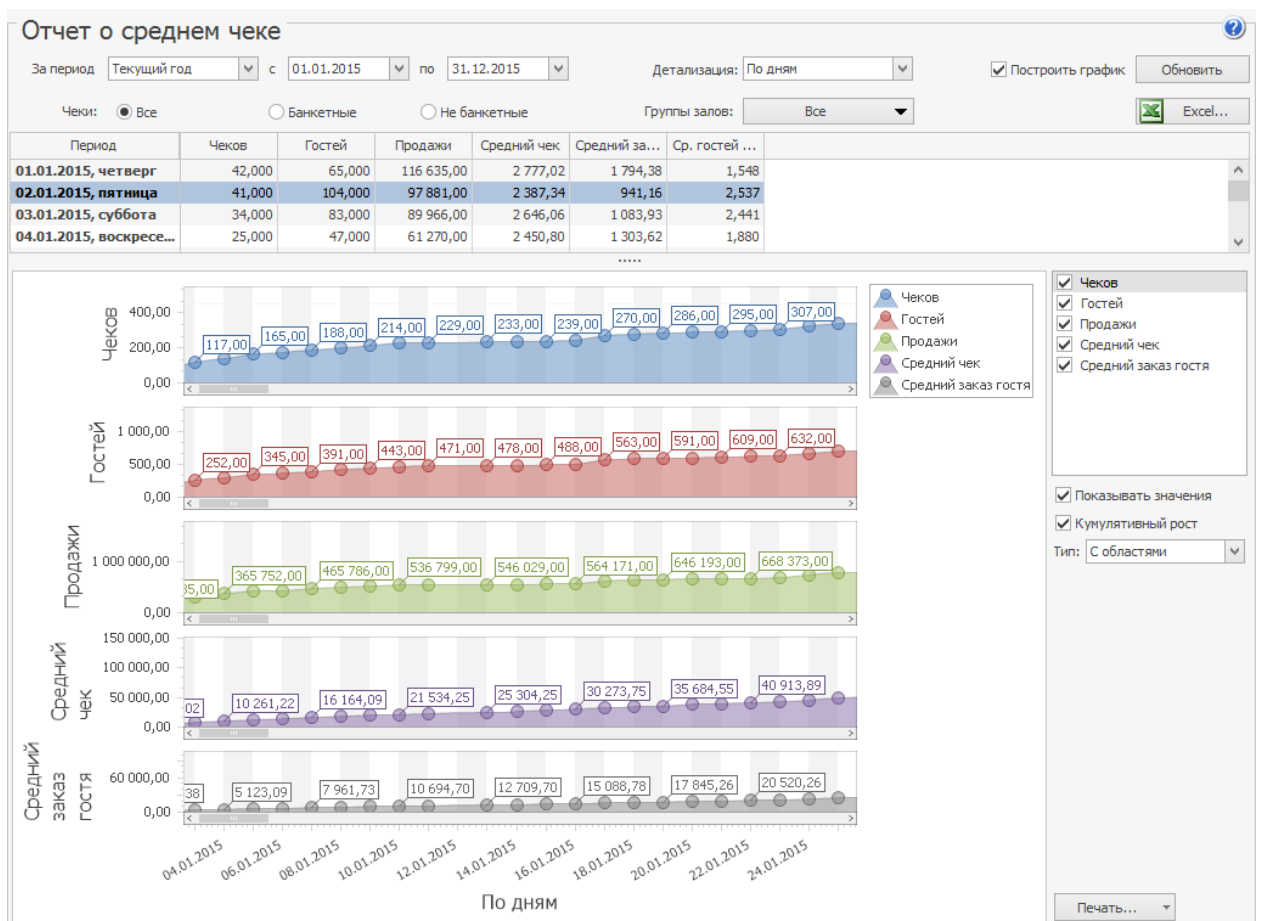 Отчет о среднем чеке
За период Текущий год с 01.01.2015 по 31.12.2015 Детализация: По дням Построить график Обновить
Чеки: Все Банкетные Не банкетные Группы залов: Все Excel...
Период Чеков Гостей Продажи Средний чек Средний за... Ср. гостей ...
01.01.2015, четверг 42,000 65,000 116 635,00 2 777,02 1 794,38 1,548
02.01.2015, пятница 41,000 104,000 97 881,00 2 387,34 941,16 2,537
03.01.2015, суббота 34,000 83,000 89 966,00 2 646,06 1 083,93 2,441
04.01.2015, воскресе... 25,000 47,000 61 270,00 2 450,80 1 303,62 1,880
Чеков
400,00
200,00
0,00
117,00 165,00 188,00 214,00 229,00 233,00 239,00 270,00 286,00 295,00 307,00
Чеков
Гостей
Продажи
Средний чек
Средний заказ гостя
Чеков
Гостей
Продажи
Средний чек
Средний заказ гостя
Гостей
1 000,00
500,00
0,00
252,00 345,00 391,00 443,00 471,00 478,00 488,00 563,00 591,00 609,00 632,00
Показывать значения
Кумулятивный рост
Тип: С областями
Продажи
1 000 000,00
0,00
35,00 365 752,00 465 786,00 536 799,00 546 029,00 564 171,00 646 193,00 668 373,00
Средний
чек
150 000,00
100 000,00
50 000,00
0,00
02 10 261,22 16 164,09 21 534,25 25 304,25 30 273,75 35 684,55 40 913,89
Средний
заказ
гостя
60 000,00
0,00
38 5 123,09 7 961,73 10 694,70 12 709,70 15 088,78 17 845,26 20 520,26
04.01.2015 06.01.2015 08.01.2015 10.01.2015 12.01.2015 14.01.2015 16.01.2015 18.01.2015 20.01.2015 22.01.2015 24.01.2015
По дням
Печать...